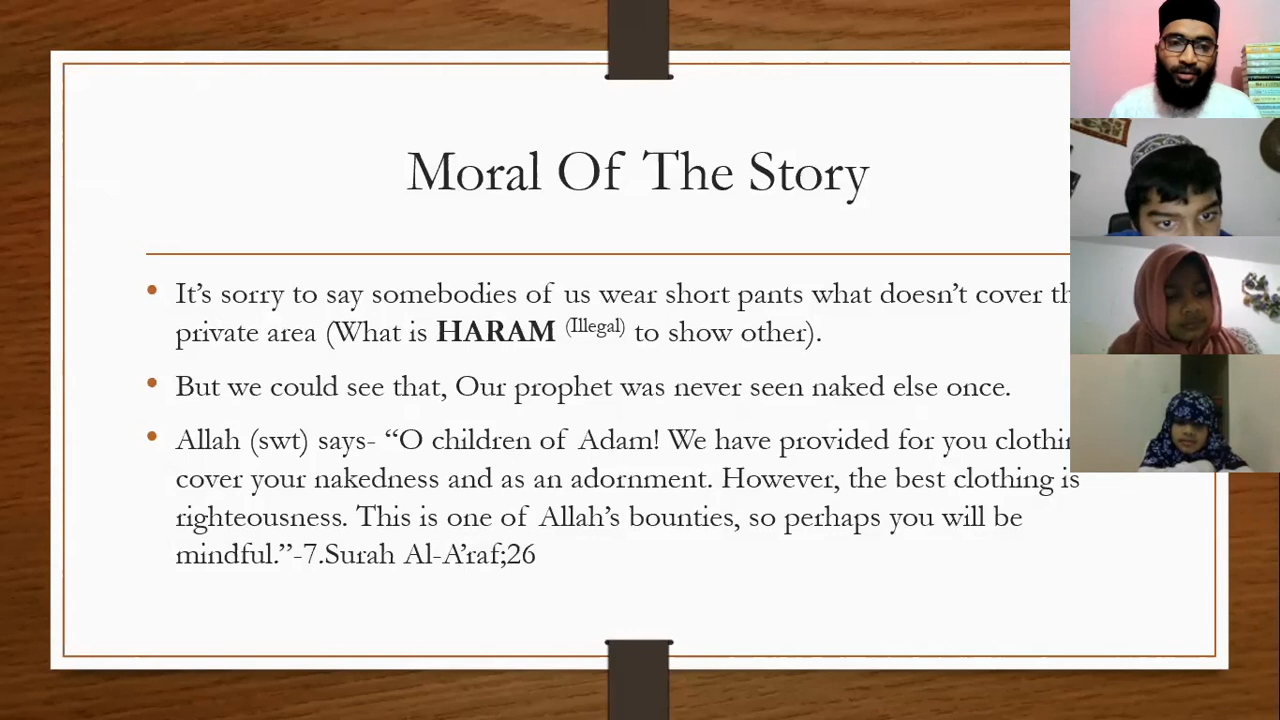 Moral Of The Story
• It’s sorry to say somebodies of us wear short pants what doesn’t cover
private area (What is HARAM (Illegal) to show other).
• But we could see that, Our prophet was never seen naked else once.
• Allah (swt) says- “O children of Adam! We have provided for you
cover your nakedness and as an adornment. However, the best clothing is
righteousness. This is one of Allah’s bounties, so perhaps you will be
mindful.”-7.Surah Al-A’raf;26